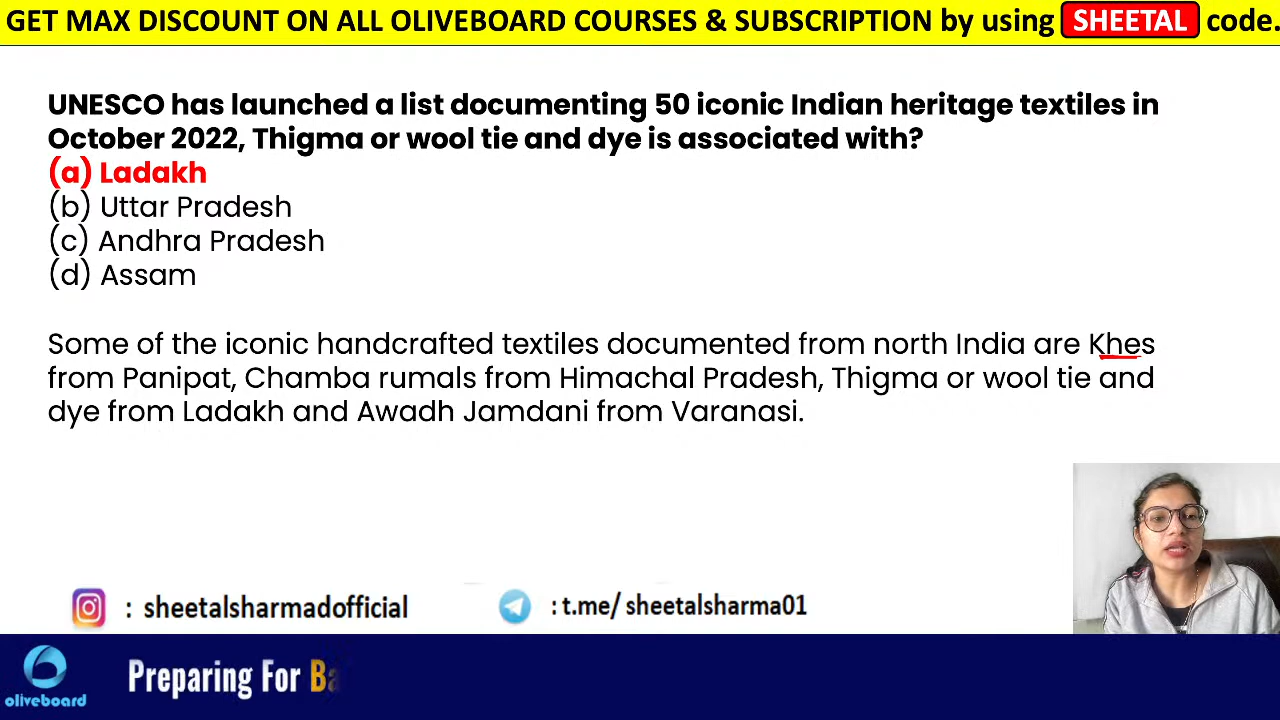 GET MAX DISCOUNT ON ALL OLIVEBOARD COURSES & SUBSCRIPTION by using SHEETAL code.
UNESCO has launched a list documenting 50 iconic Indian heritage textiles in
October 2022, Thigma or wool tie and dye is associated with?
(a) Ladakh
(b) Uttar Pradesh
(c) Andhra Pradesh
(d) Assam
Some of the iconic handcrafted textiles documented from north India are Khes
from Panipat, Chamba rumals from Himachal Pradesh, Thigma or wool tie and
dye from Ladakh and Awadh Jamdani from Varanasi.
: sheetalsharmadofficial
: t.me/ sheetalsharma01
oliveboard
Preparing For Ba